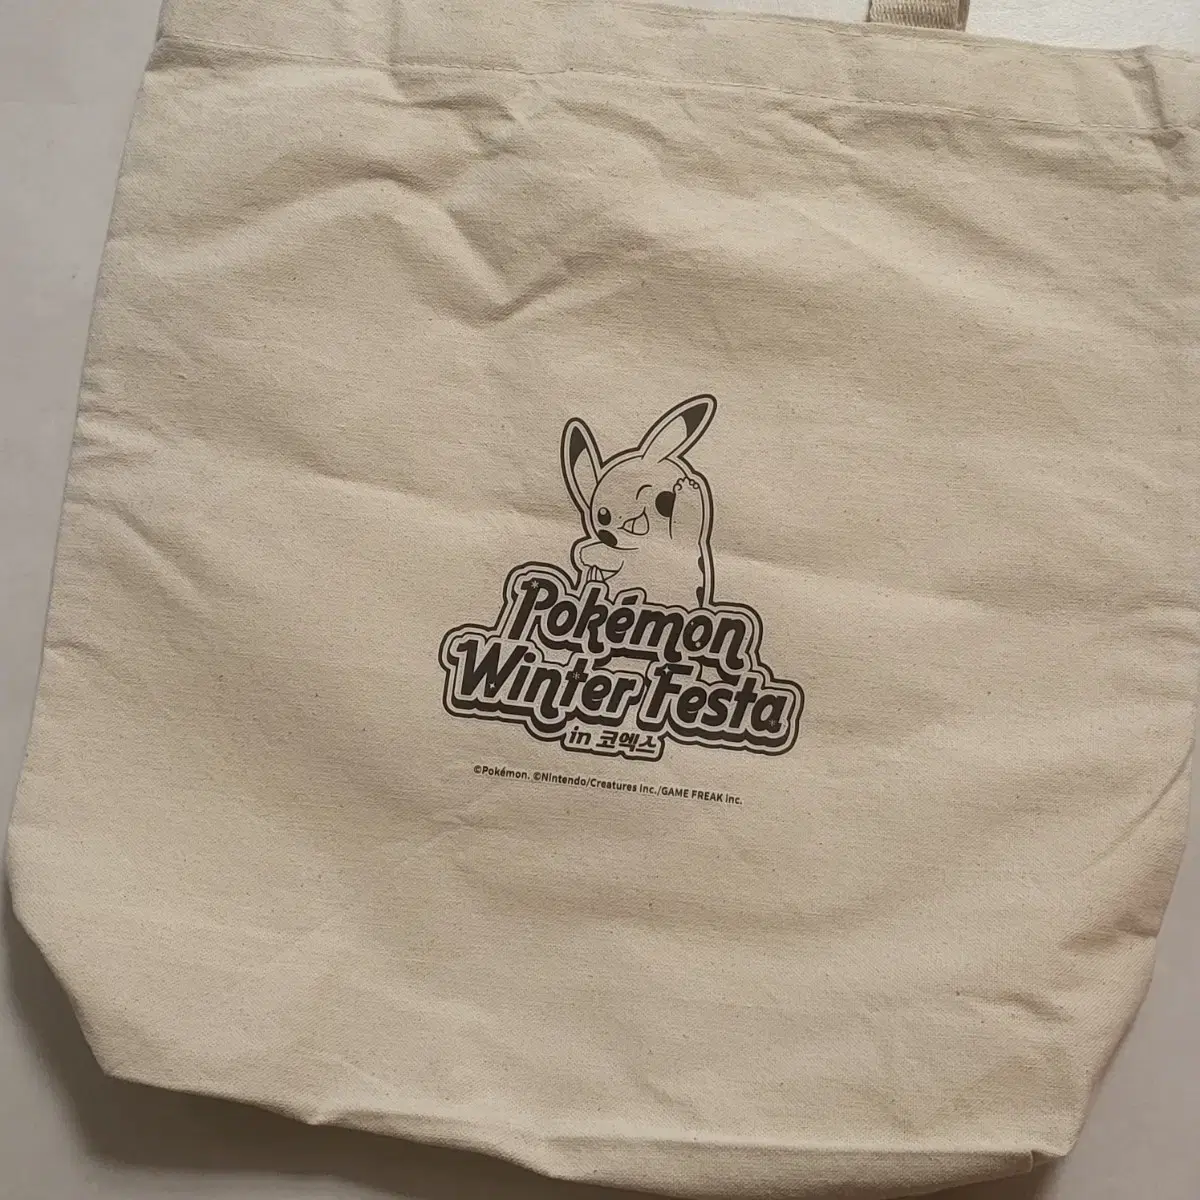 Pokémon
Winter Festa
in 코엑스
©Pokémon. ©Nintendo/Creatures Inc./GAME FREAK inc.